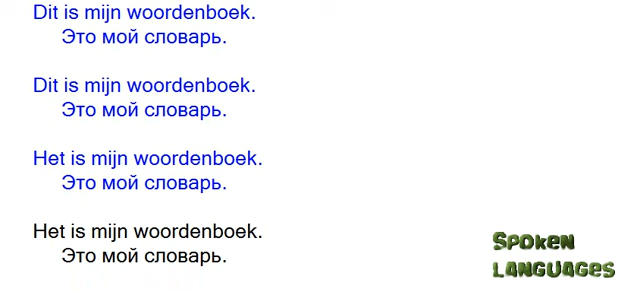 Dit is mijn woordenboek.
Это мой словарь.
Dit is mijn woordenboek.
Это мой словарь.
Het is mijn woordenboek.
Это мой словарь.
Het is mijn woordenboek.
Это мой словарь.
Spoken
Languages